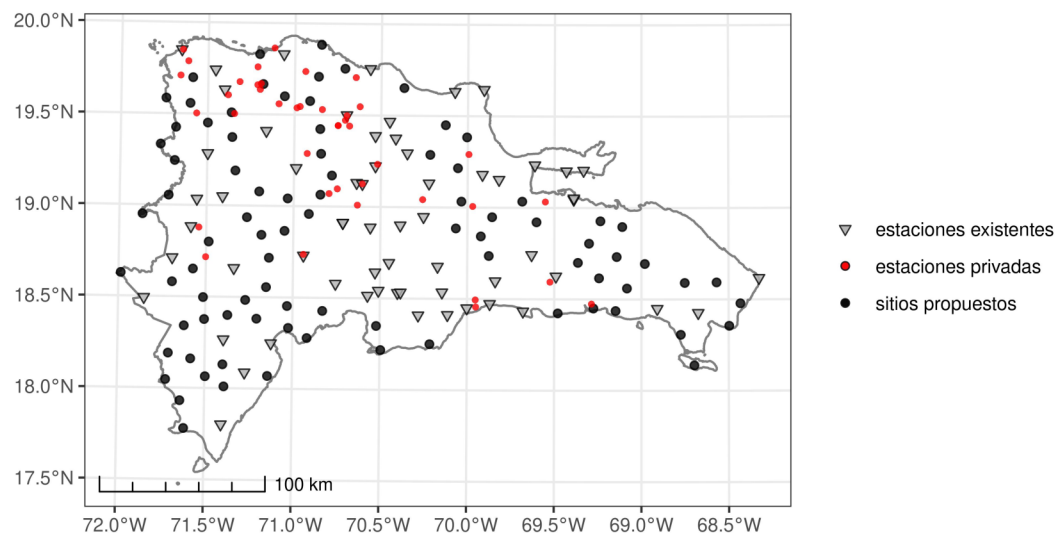 20.0°N
19.5°N
19.0°N
18.5°N
18.0°N
17.5°N
100 km
72.0°W 71.5°W 71.0°W 70.5°W 70.0°W 69.5°W 69.0°W 68.5°W
estaciones existentes
estaciones privadas
sitios propuestos